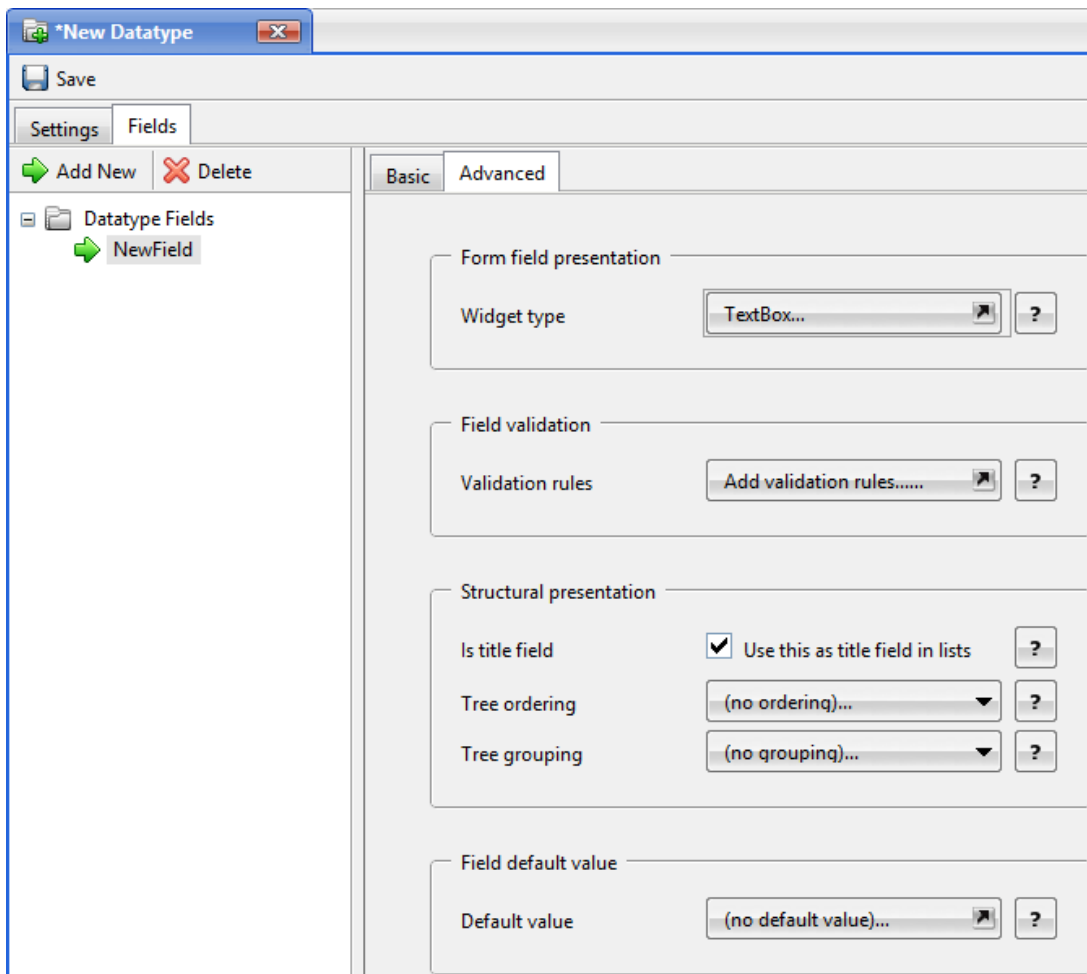 *New Datatype
Save
Settings Fields
Add New Delete
Datatype Fields
NewField
Basic Advanced
Form field presentation
Widget type TextBox... ?
Field validation
Validation rules Add validation rules...... ?
Structural presentation
Is title field Use this as title field in lists ?
Tree ordering (no ordering)... ?
Tree grouping (no grouping)... ?
Field default value
Default value (no default value)... ?